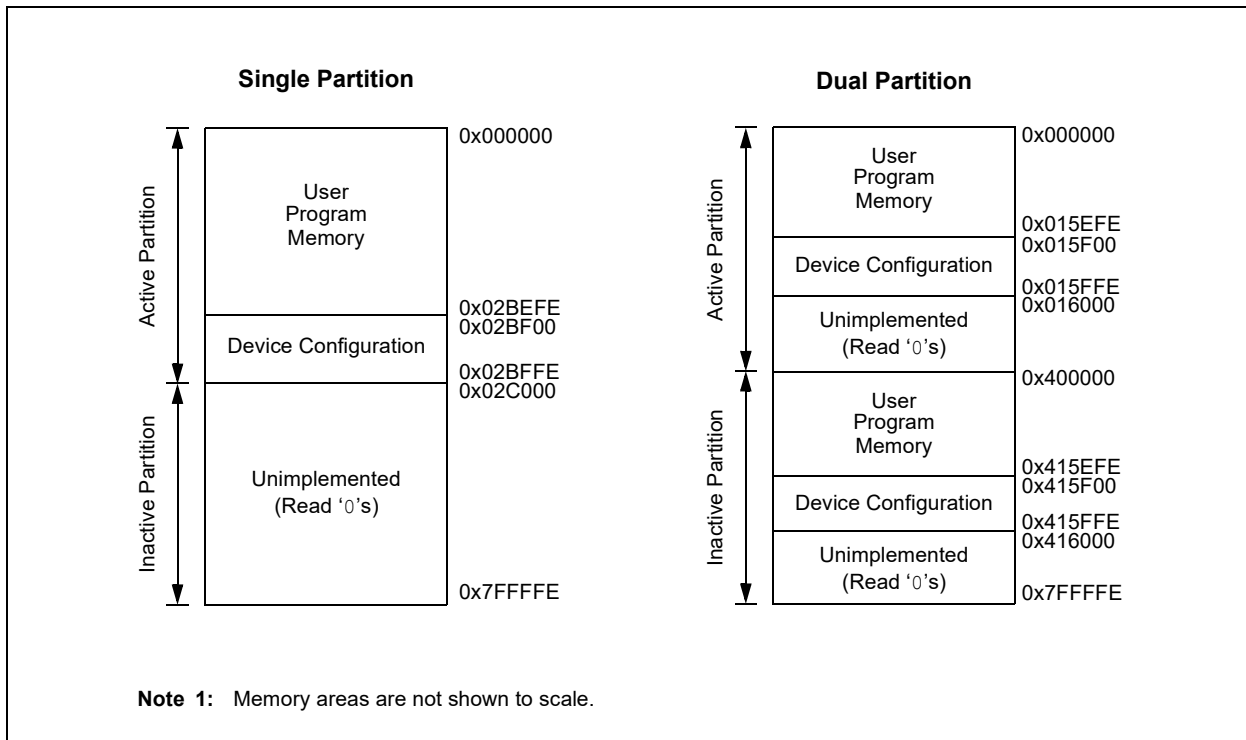 Single Partition
Active Partition
Inactive Partition
User
Program
Memory
Device Configuration
Unimplemented
(Read ‘0’s)
0x000000
0x02BEFE
0x02BF00
0x02BFFE
0x02C000
0x7FFFFE
Dual Partition
Active Partition
Inactive Partition
User
Program
Memory
Device Configuration
Unimplemented
(Read ‘0’s)
User
Program
Memory
Device Configuration
Unimplemented
(Read ‘0’s)
0x000000
0x015EFE
0x015F00
0x015FFE
0x016000
0x400000
0x415EFE
0x415F00
0x415FFE
0x416000
0x7FFFFE
Note 1: Memory areas are not shown to scale.